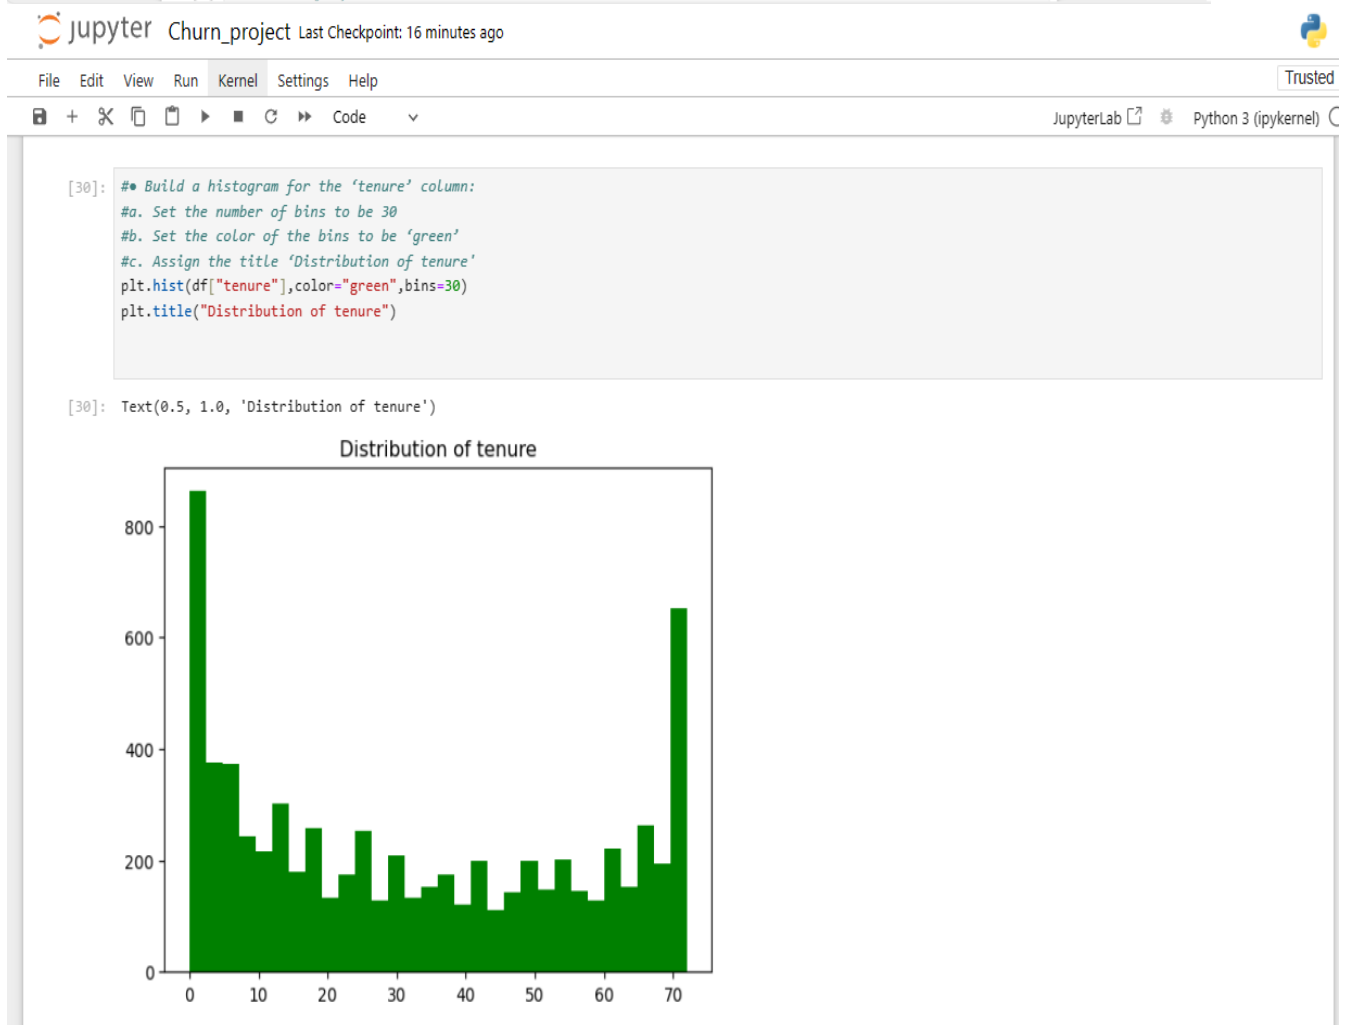 jupyter Churn_project Last Checkpoint: 16 minutes ago
File Edit View Run Kernel Settings Help Trusted
Code JupyterLab Python 3 (ipykernel)
[30]: #• Build a histogram for the ‘tenure’ column:
#a. Set the number of bins to be 30
#b. Set the color of the bins to be ‘green’
#c. Assign the title ‘Distribution of tenure'
plt.hist(df["tenure"],color="green",bins=30)
plt.title("Distribution of tenure")
[30]: Text(0.5, 1.0, 'Distribution of tenure')
Distribution of tenure
800
600
400
200
0
0 10 20 30 40 50 60 70